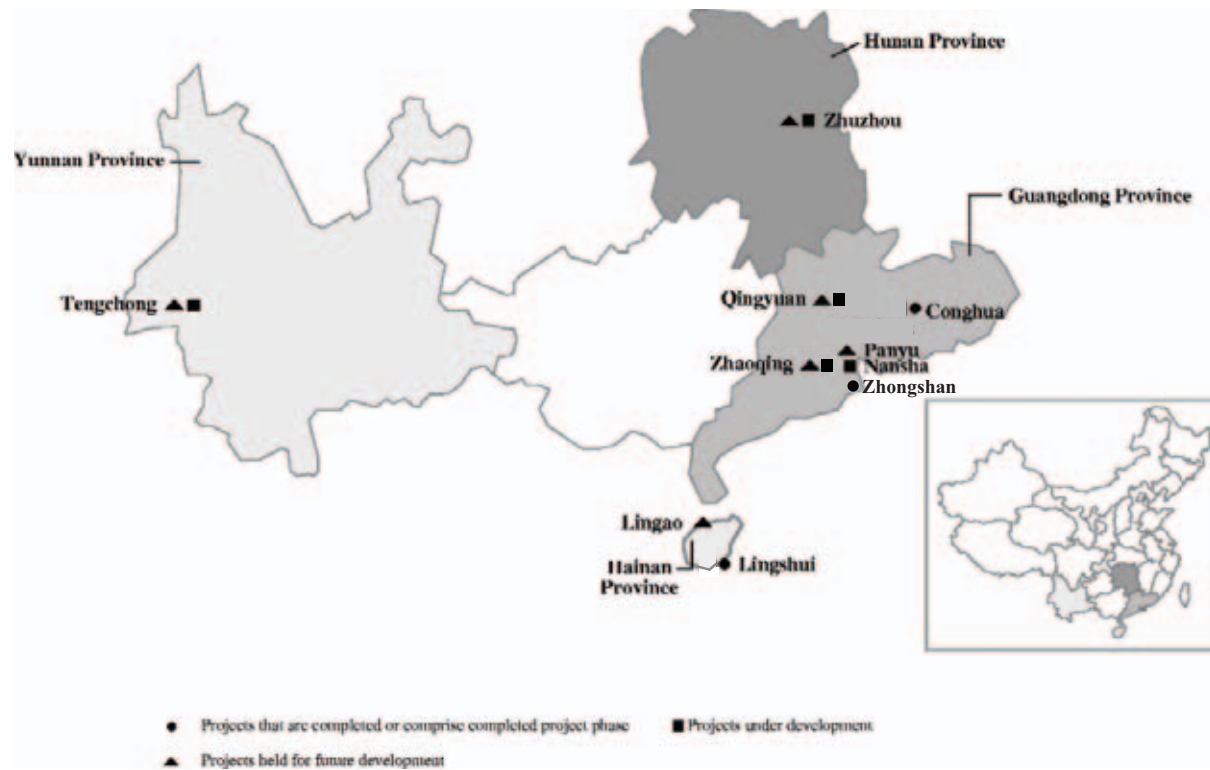 Hunan Province
Zhuzhou
Yunnan Province
Guangdong Province
Tengchong
Qingyuan
Conghua
Panyu
Zhaoqing
Nansha
Zhongshan
Lingao
Hainan
Province
Lingshui
Projects that are completed or comprise completed project phase
Projects under development
Projects held for future development